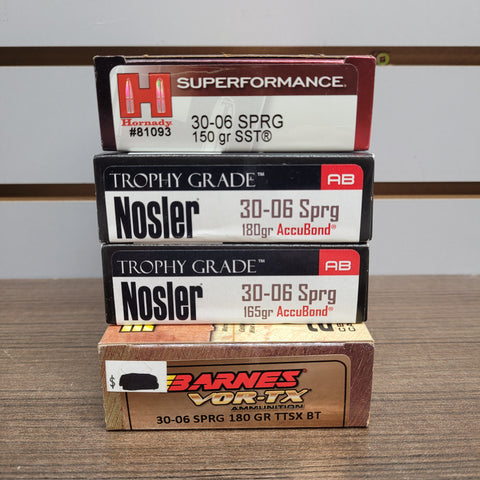 SUPERFORMANCE
H
Hornady
#81093
30-06 SPRG
150 gr SST®
TROPHY GRADE™
AB
Nosler®
30-06 Sprg
180gr AccuBond®
TROPHY GRADE™
AB
Nosler®
30-06 Sprg
165gr AccuBond®
$
BARNES
VOR-TX
AMMUNITION
30-06 SPRG 180 GR TTSX BT